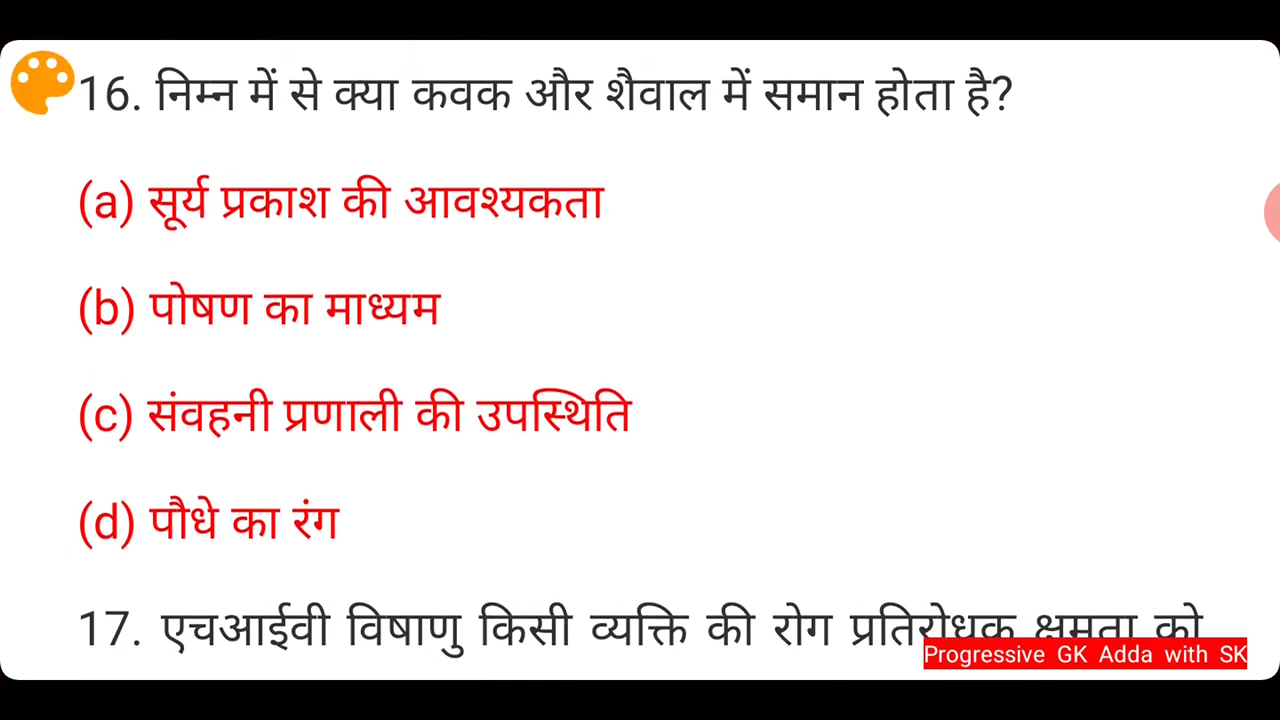 16. निम्न में से क्या कवक और शैवाल में समान होता है?
(a) सूर्य प्रकाश की आवश्यकता
(b) पोषण का माध्यम
(c) संवहनी प्रणाली की उपस्थिति
(d) पौधे का रंग
17. एचआईवी विषाणु किसी व्यक्ति की रोग प्रतिरोधक क्षमता को
Progressive GK Adda with SK